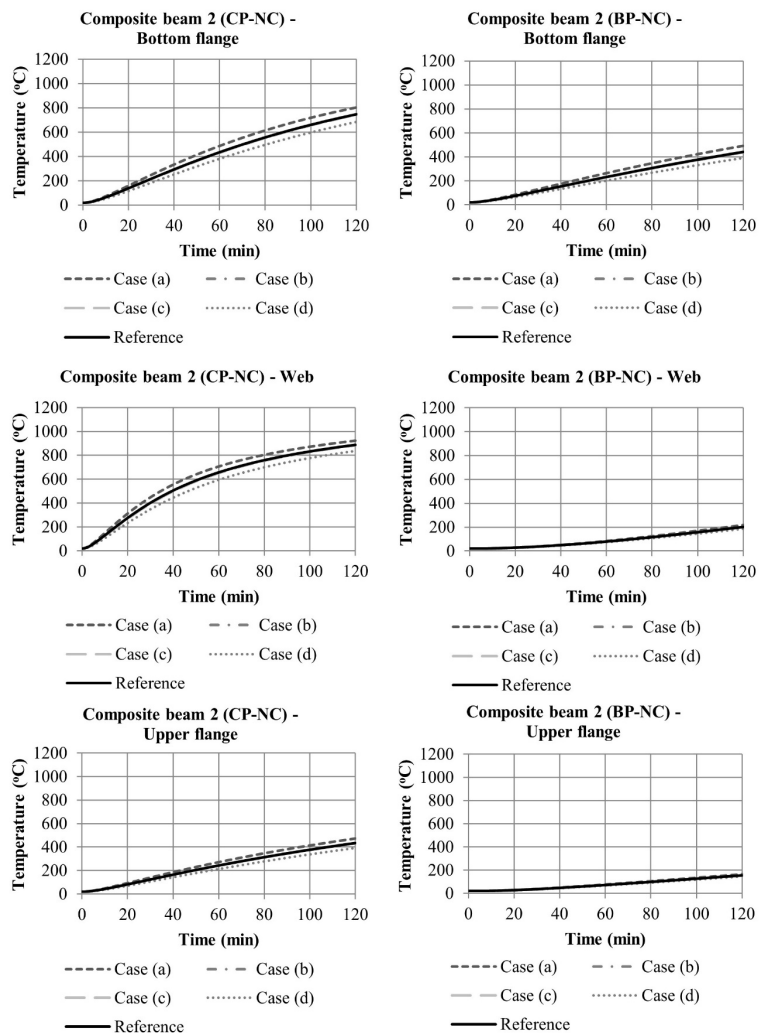 Composite beam 2 (CP-NC) -
Bottom flange
Temperature (°C)
1200
1000
800
600
400
200
0
0 20 40 60 80 100 120
Time (min)
Case (a) Case (b)
Case (c) Case (d)
Reference
Composite beam 2 (BP-NC) -
Bottom flange
Temperature (°C)
1200
1000
800
600
400
200
0
0 20 40 60 80 100 120
Time (min)
Case (a) Case (b)
Case (c) Case (d)
Reference
Composite beam 2 (CP-NC) - Web
Temperature (°C)
1200
1000
800
600
400
200
0
0 20 40 60 80 100 120
Time (min)
Case (a) Case (b)
Case (c) Case (d)
Reference
Composite beam 2 (BP-NC) - Web
Temperature (°C)
1200
1000
800
600
400
200
0
0 20 40 60 80 100 120
Time (min)
Case (a) Case (b)
Case (c) Case (d)
Reference
Composite beam 2 (CP-NC) -
Upper flange
Temperature (°C)
1200
1000
800
600
400
200
0
0 20 40 60 80 100 120
Time (min)
Case (a) Case (b)
Case (c) Case (d)
Reference
Composite beam 2 (BP-NC) -
Upper flange
Temperature (°C)
1200
1000
800
600
400
200
0
0 20 40 60 80 100 120
Time (min)
Case (a) Case (b)
Case (c) Case (d)
Reference